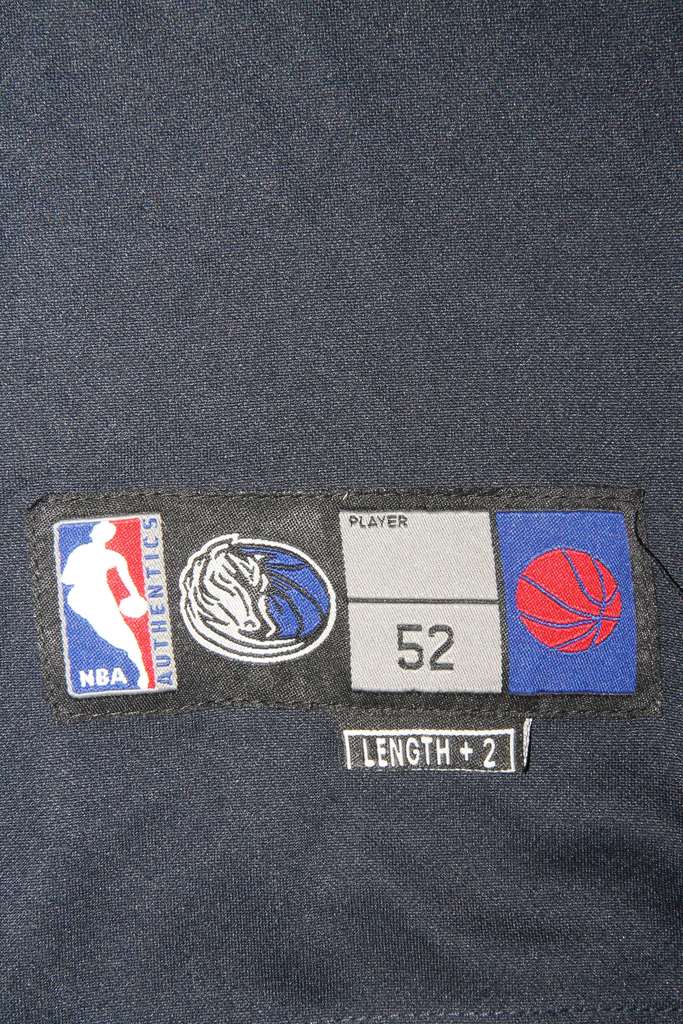 NBA
AUTHENTICS
PLAYER
52
LENGTH + 2